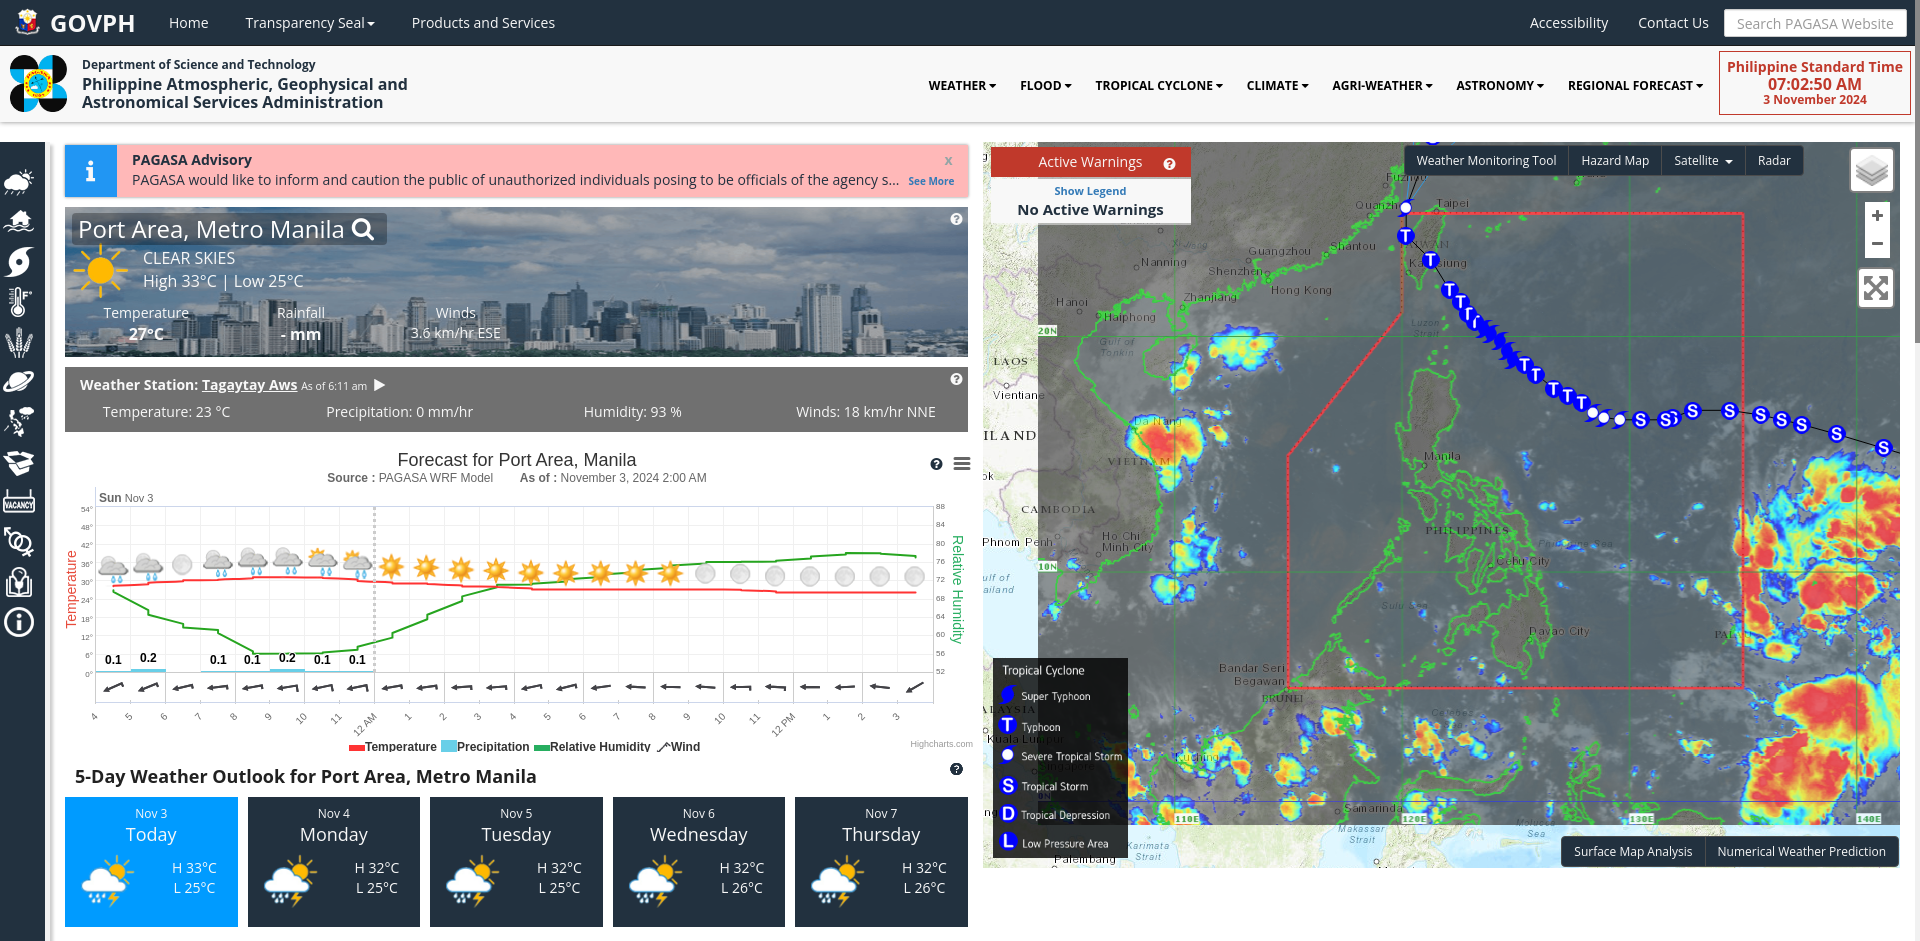 GOVPH
Home
Transparency Seal
Products and Services
Accessibility
Contact Us
Search PAGASA Website
Department of Science and Technology
Philippine Atmospheric, Geophysical and
Astronomical Services Administration
WEATHER
FLOOD
TROPICAL CYCLONE
CLIMATE
AGRI-WEATHER
ASTRONOMY
REGIONAL FORECAST
Philippine Standard Time
07:02:50 AM
3 November 2024
PAGASA Advisory
x
PAGASA would like to inform and caution the public of unauthorized individuals posing to be officials of the agency s... See More
Port Area, Metro Manila
CLEAR SKIES
High 33°C | Low 25°C
Temperature Rainfall Winds
27°C - mm 3.6 km/hr ESE
Weather Station: Tagaytay Aws As of 6:11 am
Temperature: 23 °C Precipitation: 0 mm/hr Humidity: 93 % Winds: 18 km/hr NNE
Forecast for Port Area, Manila
Source : PAGASA WRF Model As of : November 3, 2024 2:00 AM
Sun Nov 3
54° 88
48° 84
42° 80
36° 76
30° 72
24° 68
18° 64
12° 60
6° 56
0° 52
Temperature
Relative Humidity
0.1 0.2 0.1 0.1 0.2 0.1 0.1
4 5 6 7 8 9 10 11 12 AM 1 2 3 4 5 6 7 8 9 10 11 12 PM 1 2 3
Temperature Precipitation Relative Humidity Wind
Highcharts.com
5-Day Weather Outlook for Port Area, Metro Manila
Nov 3
Today
H 33°C
L 25°C
Nov 4
Monday
H 32°C
L 25°C
Nov 5
Tuesday
H 32°C
L 25°C
Nov 6
Wednesday
H 32°C
L 26°C
Nov 7
Thursday
H 32°C
L 26°C
VACANCY
Active Warnings
Show Legend
No Active Warnings
Weather Monitoring Tool
Hazard Map
Satellite
Radar
+
−
Quanzh
Taipei
Guangzhou
Shantou
Nanning
Shenzhen
Hong Kong
Zhanjiang
Hanoi
Haiphong
Gulf of
Tonkin
Luzon
Strait
20N
LAOS
Vientiane
Da Nang
VIETNAM
Manila
CAMBODIA
Phnom Penh
Ho Chi
Minh City
PHILIPPINES
Cebu City
10N
Sulu
Davao City
Bandar Seri
Begawan
BRUNEI
Celebes
Kuching
Samarinda
110E
120E
130E
140E
Makassar
Strait
Karimata
Strait
Palembang
Tropical Cyclone
Super Typhoon
T Typhoon
Severe Tropical Storm
S Tropical Storm
D Tropical Depression
L Low Pressure Area
Surface Map Analysis
Numerical Weather Prediction